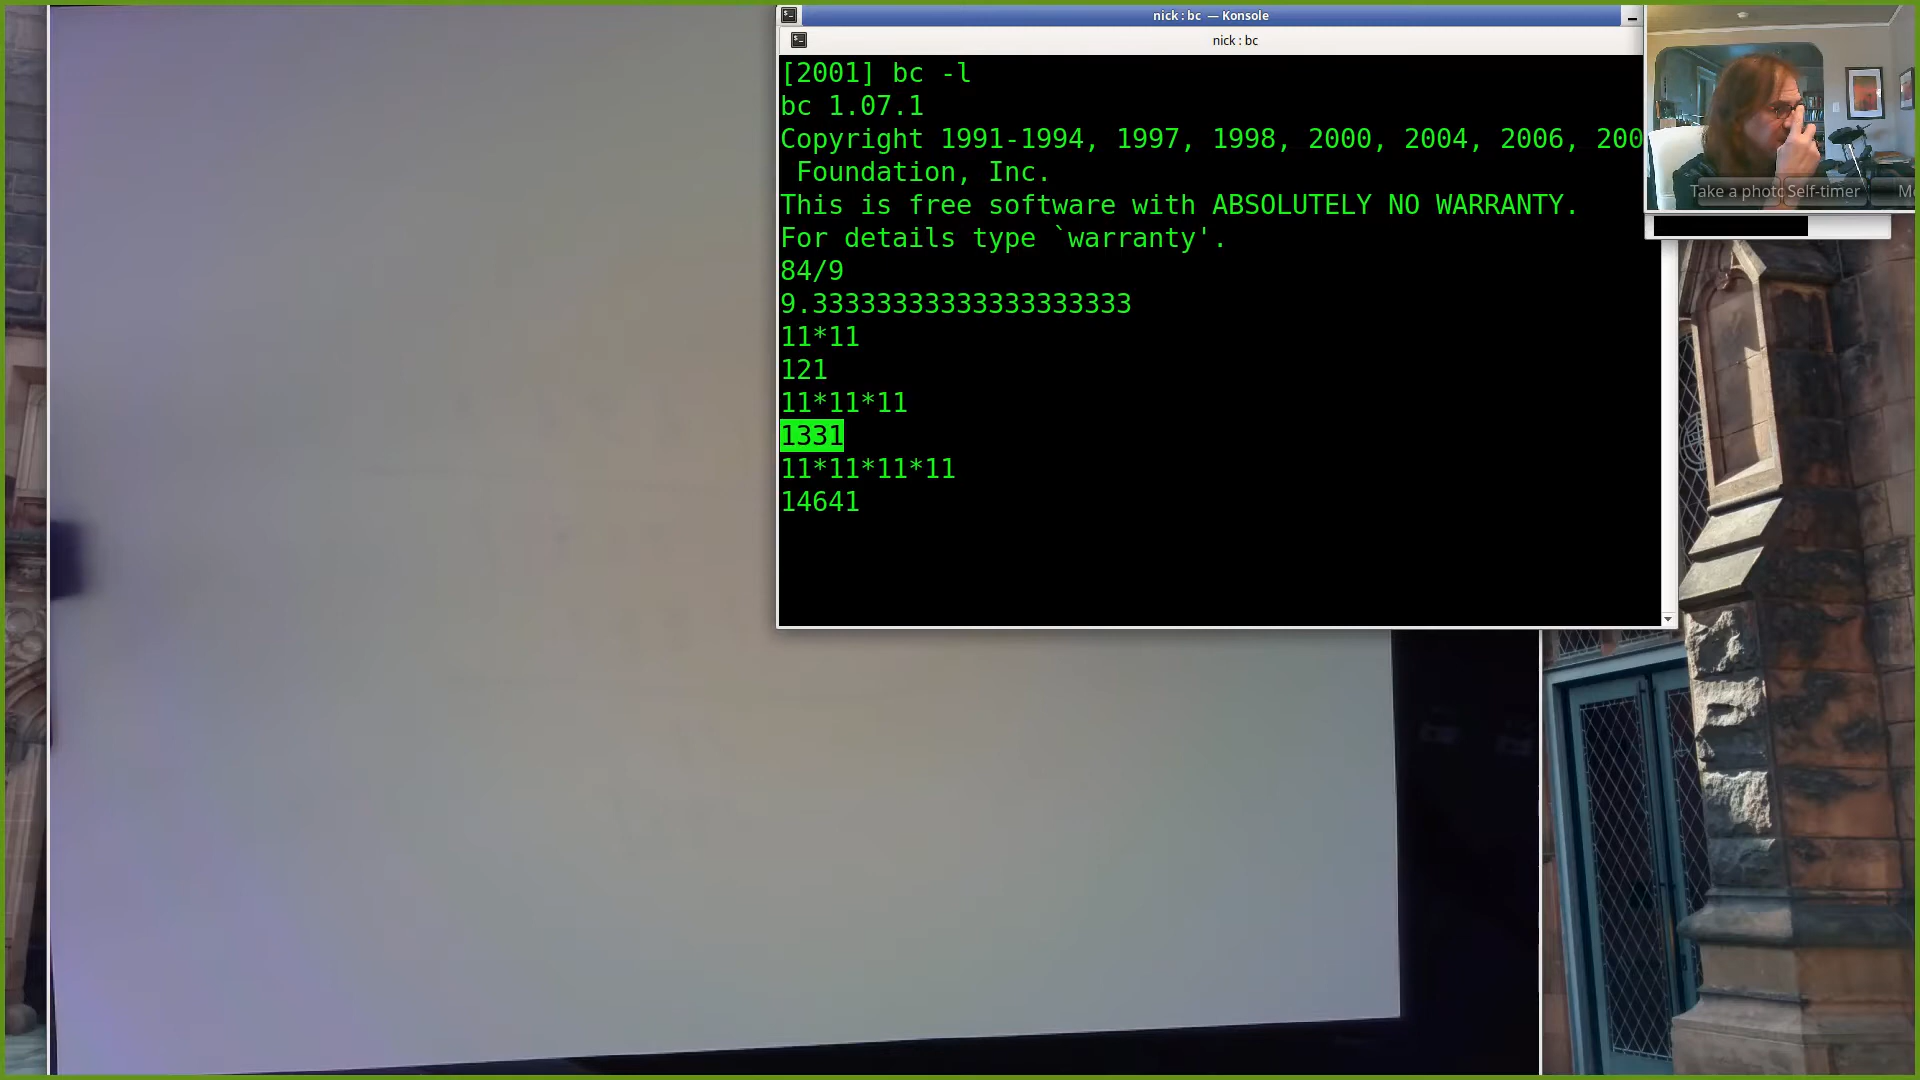 nick : bc — Konsole
nick : bc
[2001] bc -l
bc 1.07.1
Copyright 1991-1994, 1997, 1998, 2000, 2004, 2006, 200
Foundation, Inc.
This is free software with ABSOLUTELY NO WARRANTY.
For details type `warranty'.
84/9
9.33333333333333333333
11*11
121
11*11*11
1331
11*11*11*11
14641
Take a photo Self-timer